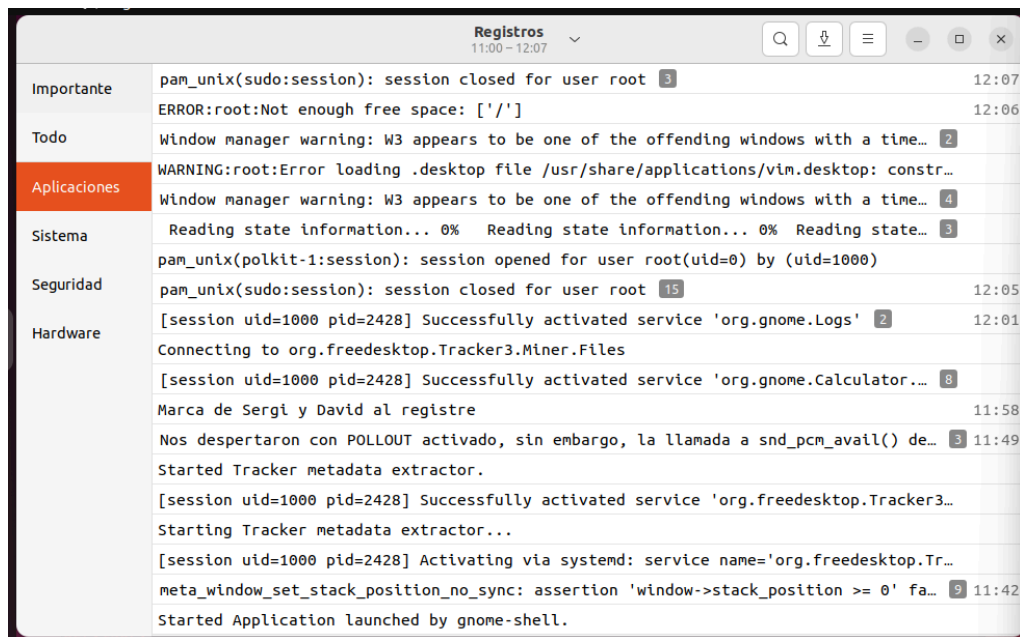 Registros
11:00 – 12:07
Importante
Todo
Aplicaciones
Sistema
Seguridad
Hardware
pam_unix(sudo:session): session closed for user root 3 12:07
ERROR:root:Not enough free space: ['/'] 12:06
Window manager warning: W3 appears to be one of the offending windows with a time… 2
WARNING:root:Error loading .desktop file /usr/share/applications/vim.desktop: constr…
Window manager warning: W3 appears to be one of the offending windows with a time… 4
Reading state information... 0% Reading state information... 0% Reading state… 3
pam_unix(polkit-1:session): session opened for user root(uid=0) by (uid=1000)
pam_unix(sudo:session): session closed for user root 15 12:05
[session uid=1000 pid=2428] Successfully activated service 'org.gnome.Logs' 2 12:01
Connecting to org.freedesktop.Tracker3.Miner.Files
[session uid=1000 pid=2428] Successfully activated service 'org.gnome.Calculator.… 8
Marca de Sergi y David al registre 11:58
Nos despertaron con POLLOUT activado, sin embargo, la llamada a snd_pcm_avail() de… 3 11:49
Started Tracker metadata extractor.
[session uid=1000 pid=2428] Successfully activated service 'org.freedesktop.Tracker3…
Starting Tracker metadata extractor...
[session uid=1000 pid=2428] Activating via systemd: service name='org.freedesktop.Tr…
meta_window_set_stack_position_no_sync: assertion 'window->stack_position >= 0' fa… 9 11:42
Started Application launched by gnome-shell.